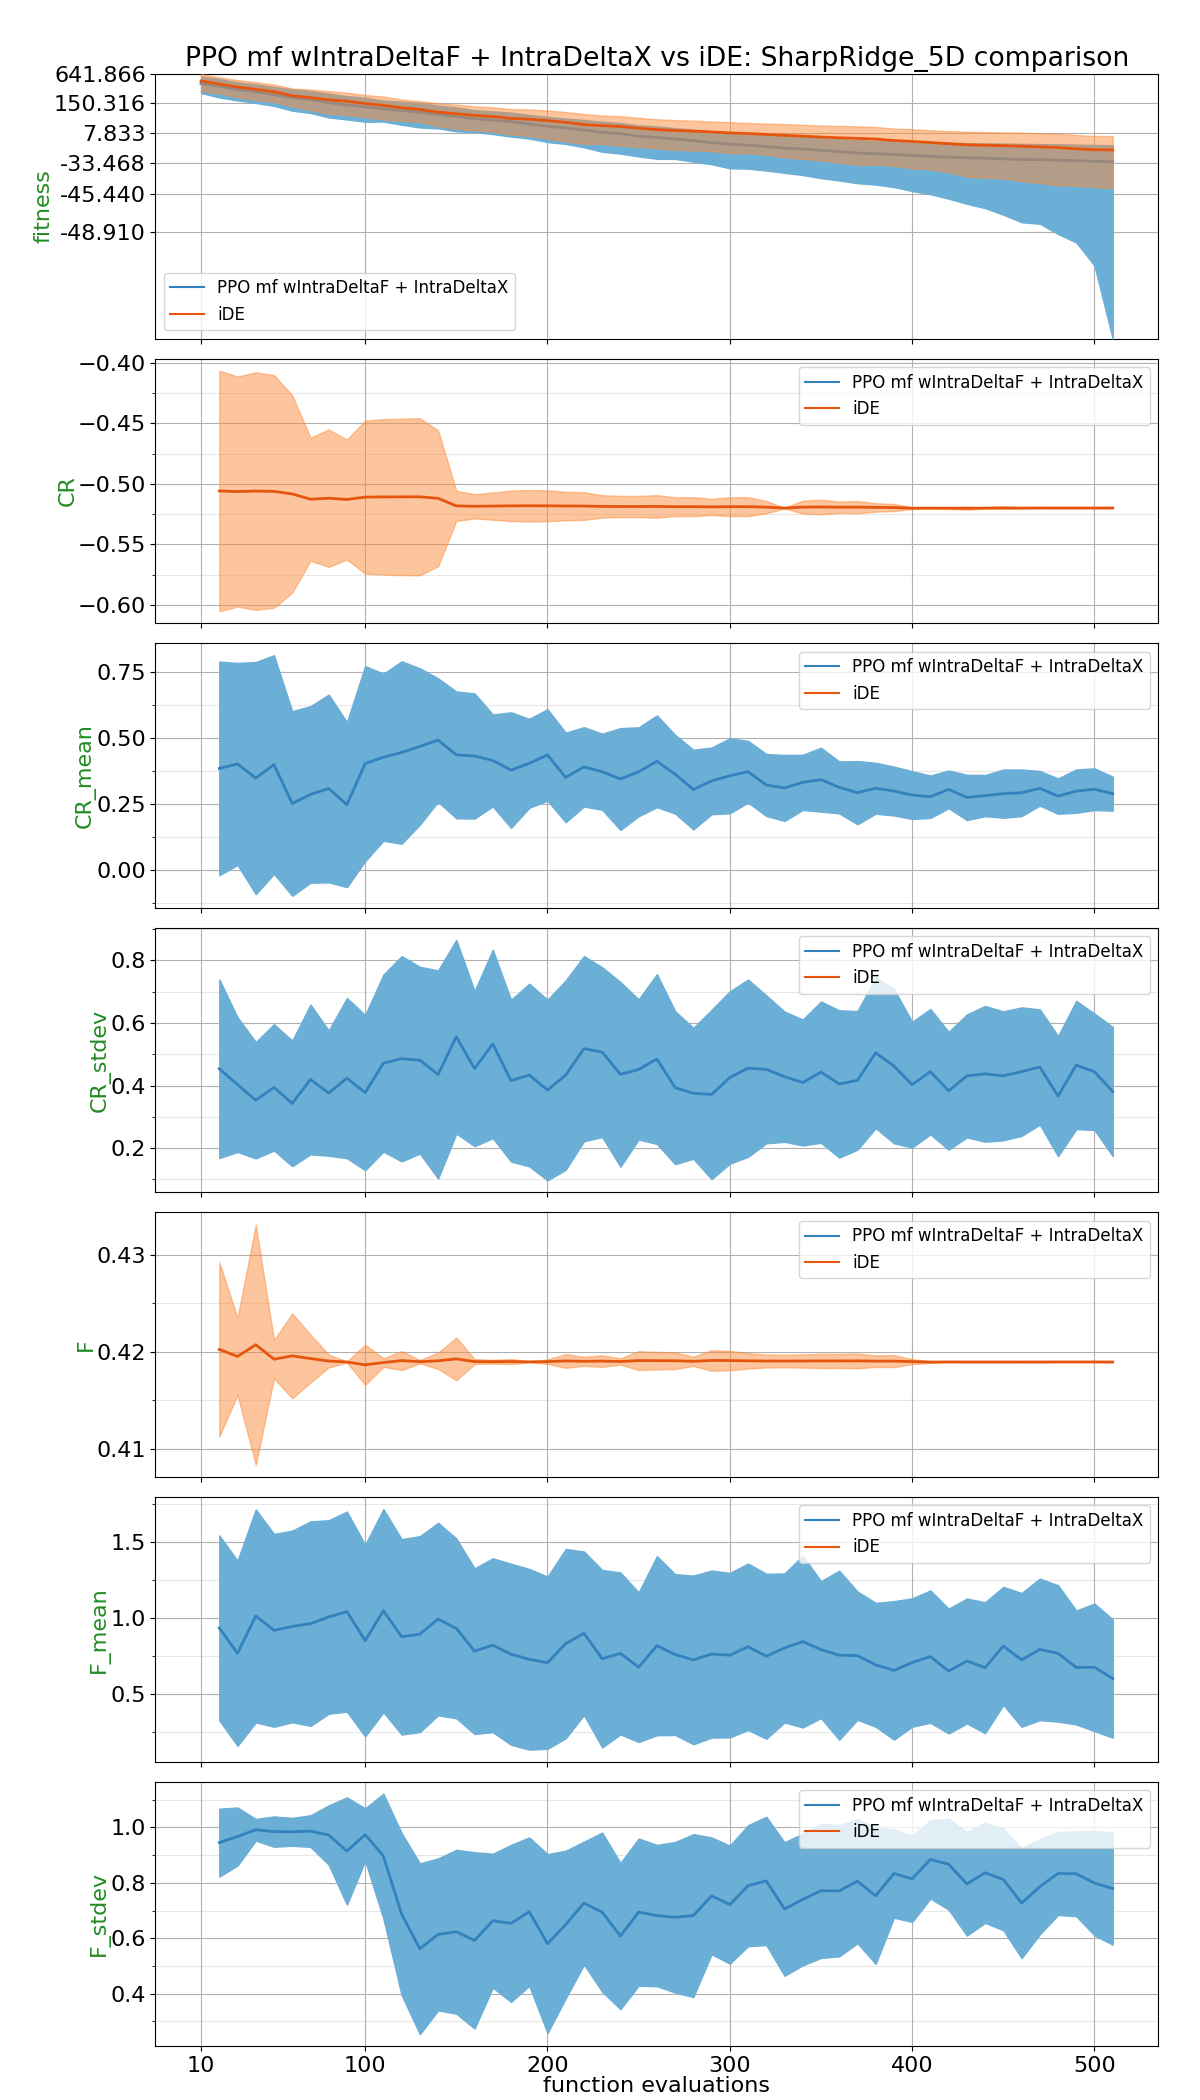 PPO mf wIntraDeltaF + IntraDeltaX vs iDE: SharpRidge_5D comparison
641.866
150.316
7.833
-33.468
-45.440
-48.910
fitness
PPO mf wIntraDeltaF + IntraDeltaX
iDE
−0.40
−0.45
−0.50
−0.55
−0.60
CR
PPO mf wIntraDeltaF + IntraDeltaX
iDE
0.75
0.50
0.25
0.00
CR_mean
PPO mf wIntraDeltaF + IntraDeltaX
iDE
0.8
0.6
0.4
0.2
CR_stdev
PPO mf wIntraDeltaF + IntraDeltaX
iDE
0.43
0.42
0.41
F
PPO mf wIntraDeltaF + IntraDeltaX
iDE
1.5
1.0
0.5
F_mean
PPO mf wIntraDeltaF + IntraDeltaX
iDE
1.0
0.8
0.6
0.4
F_stdev
PPO mf wIntraDeltaF + IntraDeltaX
iDE
10 100 200 300 400 500
function evaluations